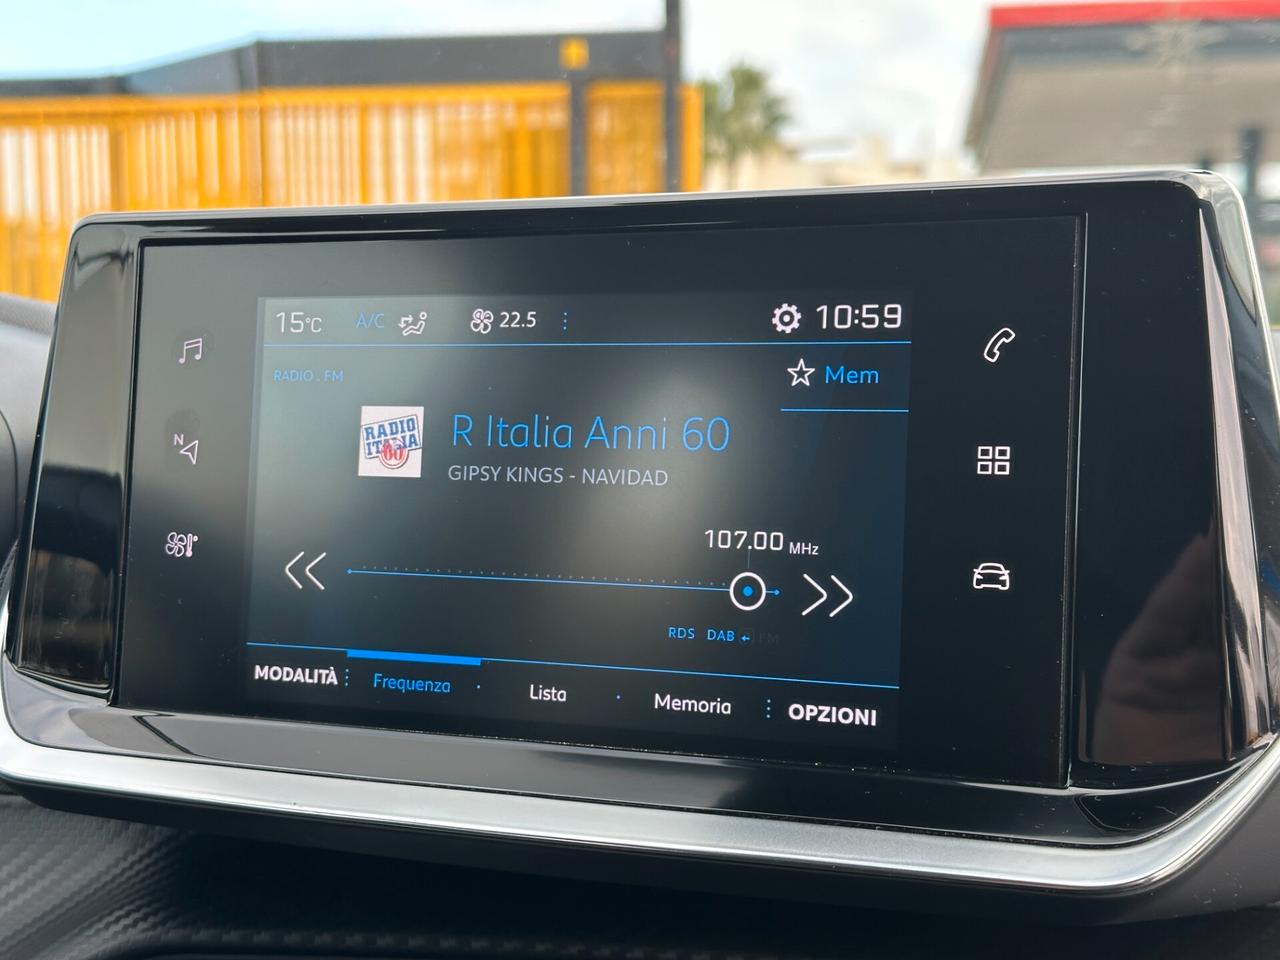 15°C A/C 22.5 10:59
RADIO . FM
Mem
RADIO
ITALIA
60
R Italia Anni 60
GIPSY KINGS - NAVIDAD
107.00 MHz
N
RDS DAB FM
MODALITÀ Frequenza Lista Memoria OPZIONI